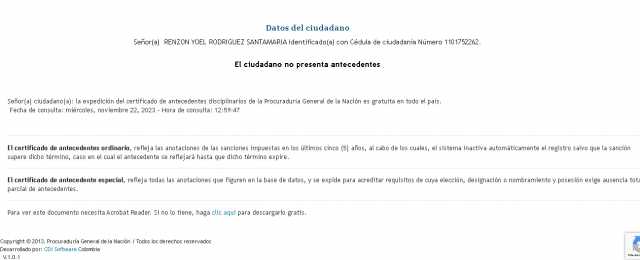 Datos del ciudadano
Señor(a) RENZON YOEL RODRIGUEZ SANTAMARIA Identificado(a) con Cédula de ciudadanía Número 1101752262.
El ciudadano no presenta antecedentes
Señor(a) ciudadano(a): la expedición del certificado de antecedentes disciplinarios de la Procuraduría General de la Nación es gratuita en todo el país.
Fecha de consulta: miércoles, noviembre 22, 2023 - Hora de consulta: 12:59:47
El certificado de antecedentes ordinario, refleja las anotaciones de las sanciones impuestas en los últimos cinco (5) años, al cabo de los cuales, el sistema inactiva automáticamente el registro salvo que la sanción
supere dicho término, caso en el cual el antecedente se reflejará hasta que dicho término expire.
El certificado de antecedente especial, refleja todas las anotaciones que figuren en la base de datos, y se expide para acreditar requisitos de cuya elección, designación o nombramiento y posesión exige ausencia tota
parcial de antecedentes.
Para ver este documento necesita Acrobat Reader. Si no lo tiene, haga clic aquí para descargarlo gratis.
Copyright © 2013. Procuraduría General de la Nación / Todos los derechos reservados
Desarrollado por: CSV Software Colombia
V.1.0.1